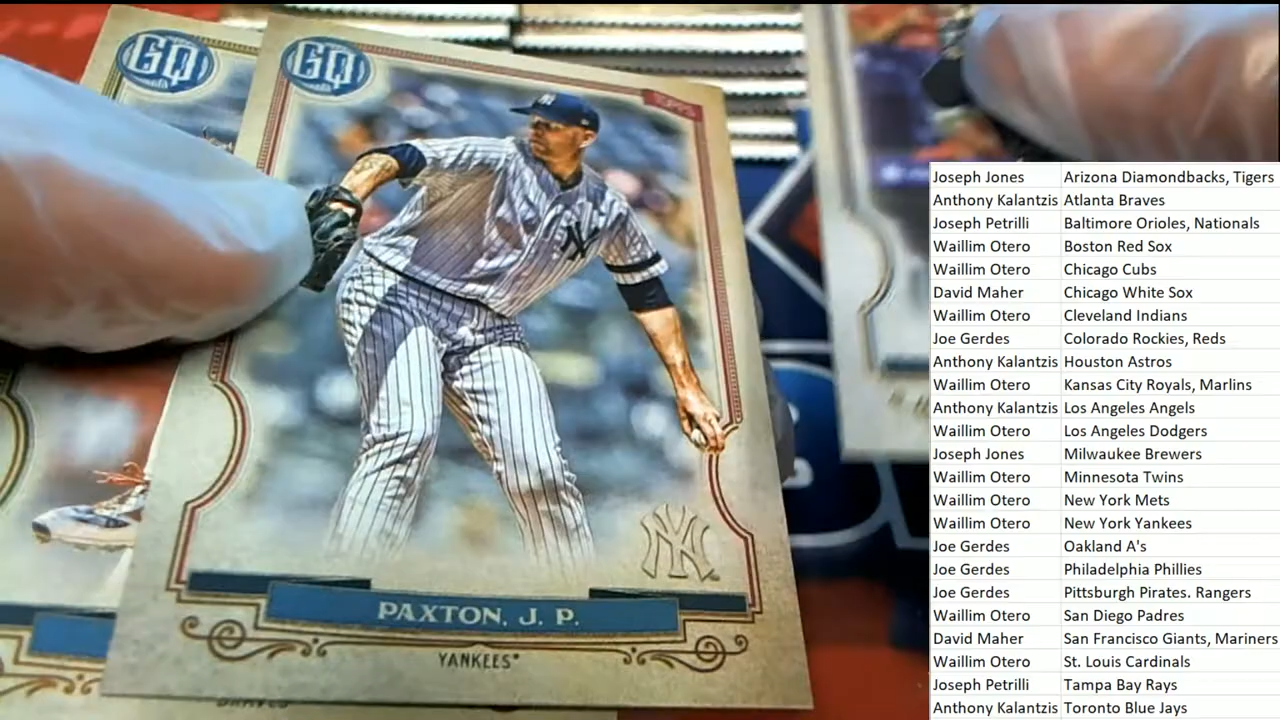 GQ
GQ
TOPPS
NY
NY
PAXTON, J. P.
YANKEES
BRAVES
Joseph Jones Arizona Diamondbacks, Tigers
Anthony Kalantzis Atlanta Braves
Joseph Petrilli Baltimore Orioles, Nationals
Waillim Otero Boston Red Sox
Waillim Otero Chicago Cubs
David Maher Chicago White Sox
Waillim Otero Cleveland Indians
Joe Gerdes Colorado Rockies, Reds
Anthony Kalantzis Houston Astros
Waillim Otero Kansas City Royals, Marlins
Anthony Kalantzis Los Angeles Angels
Waillim Otero Los Angeles Dodgers
Joseph Jones Milwaukee Brewers
Waillim Otero Minnesota Twins
Waillim Otero New York Mets
Waillim Otero New York Yankees
Joe Gerdes Oakland A's
Joe Gerdes Philadelphia Phillies
Joe Gerdes Pittsburgh Pirates. Rangers
Waillim Otero San Diego Padres
David Maher San Francisco Giants, Mariners
Waillim Otero St. Louis Cardinals
Joseph Petrilli Tampa Bay Rays
Anthony Kalantzis Toronto Blue Jays